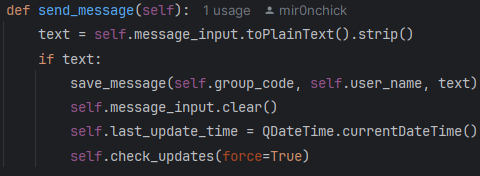 def send_message(self): 1 usage mir0nchick
    text = self.message_input.toPlainText().strip()
    if text:
        save_message(self.group_code, self.user_name, text)
        self.message_input.clear()
        self.last_update_time = QDateTime.currentDateTime()
        self.check_updates(force=True)